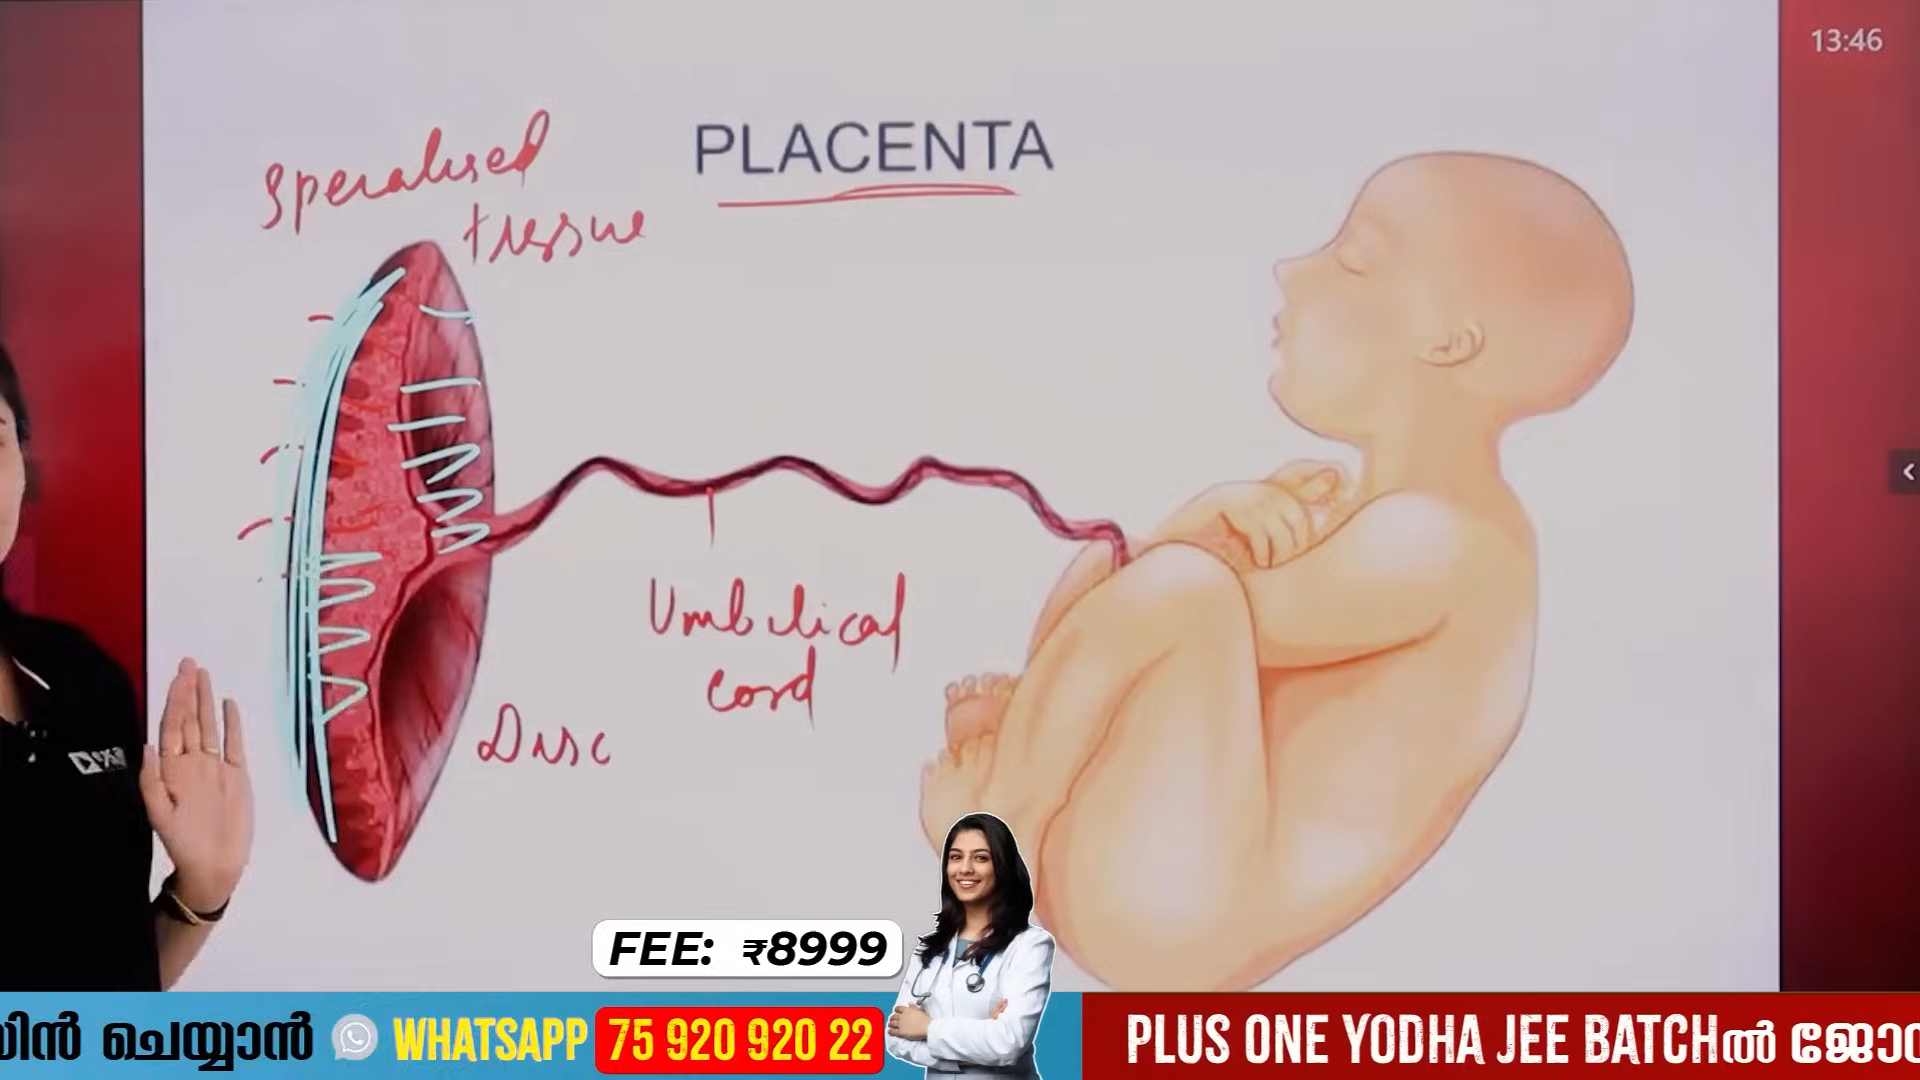 13:46
PLACENTA
Specialised
tissue
Umbilical
cord
Disc
FEE: ₹8999
യിൻ ചെയ്യാൻ WHATSAPP 75 920 920 22
PLUS ONE YODHA JEE BATCHൽ ജോ